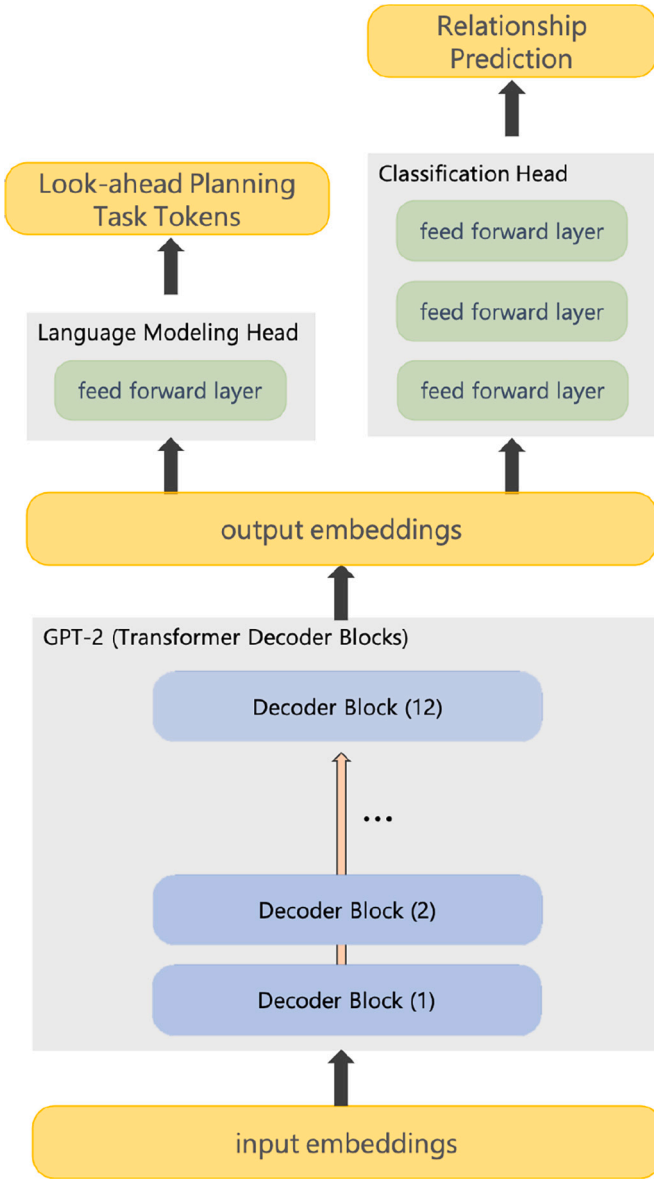 Relationship
Prediction
Look-ahead Planning
Task Tokens
Classification Head
feed forward layer
feed forward layer
feed forward layer
Language Modeling Head
feed forward layer
output embeddings
GPT-2 (Transformer Decoder Blocks)
Decoder Block (12)
...
Decoder Block (2)
Decoder Block (1)
input embeddings